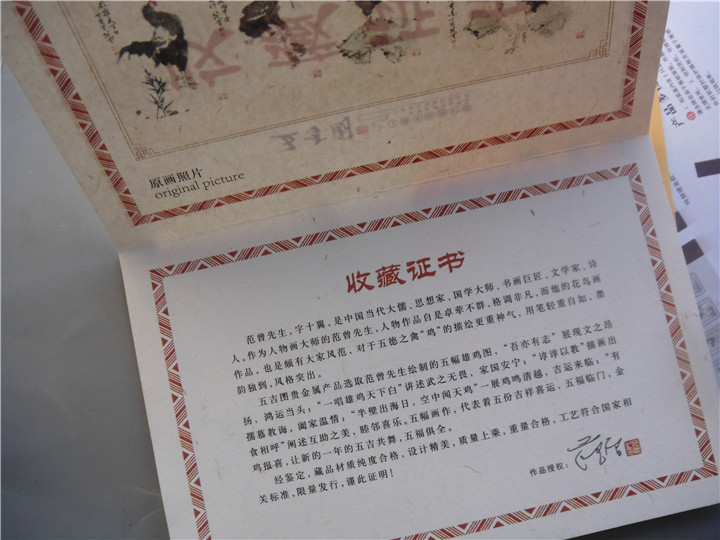 原画照片
original picture
收藏证书
范曾先生，字十翼，是中国当代大儒、思想家、国学大师、书画巨匠、文学家、诗
人。作为人物画大师的范曾先生，人物作品自是卓荦不群，格调非凡，而他的花鸟画
作品，也是颇有大家风范，对于五德之禽“鸡”的描绘更重神气，用笔轻重自如，墨
韵独到，风格突出。
五吉图贵金属产品选取范曾先生绘制的五幅雄鸡图，“吾亦有志”展现文之昂
扬，鸿运当头；“一唱雄鸡天下白”讲述武之无畏、家国安宁；“谆谆以教”描画出
孺慕教诲，阖家温情；“半壁出海日，空中闻天鸡”一展鸡鸣清越，吉运来临；“有
食相呼”阐述互助之美，睦邻喜乐。五幅画作，代表着五份吉祥喜运，五福临门，金
鸡报喜，让新的一年的五吉共舞，五福俱全。
经鉴定，藏品材质纯度合格，设计精美，质量上乘，重量合格，工艺符合国家相
关标准，限量发行，谨此证明！
作品授权：